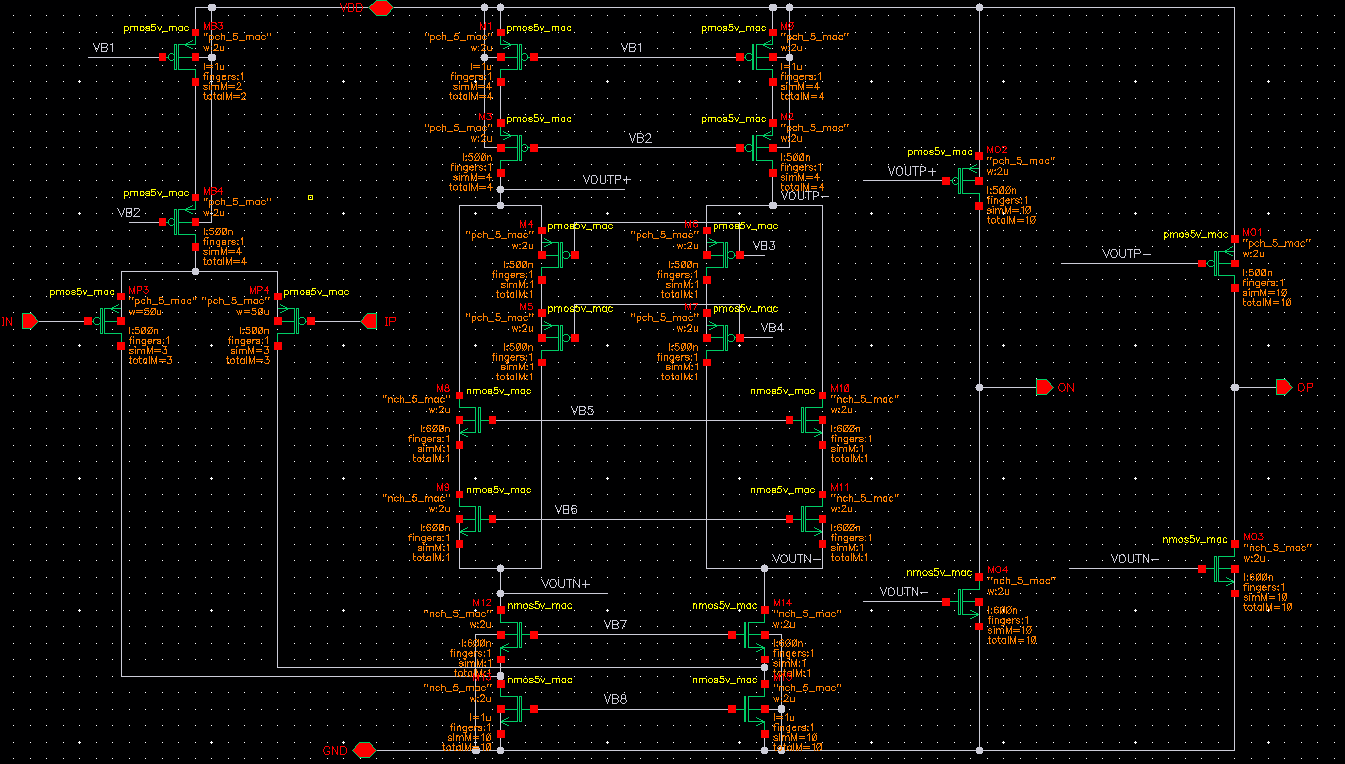 VDD
pmos5v_mac
MB3
"pch_5_mac"
w:2u
l=1u
fingers:1
simM=2
totalM=2
VB1
pmos5v_mac
MB4
"pch_5_mac"
w:2u
l:500n
fingers:1
simM=4
totalM=4
VB2
pmos5v_mac
MP3
"pch_5_mac"
w=50u
l:500n
fingers:1
simM=3
totalM=3
IN
MP4
pmos5v_mac
"pch_5_mac"
w=50u
l:500n
fingers:1
simM=3
totalM=3
IP
M1
pmos5v_mac
"pch_5_mac"
w:2u
l=1u
fingers:1
simM=4
totalM=4
VB1
pmos5v_mac
"pch_5_mac"
w:2u
l=1u
fingers:1
simM=4
totalM=4
M3
pmos5v_mac
"pch_5_mac"
w:2u
l:500n
fingers:1
simM=4
totalM=4
VB2
pmos5v_mac
"pch_5_mac"
w:2u
l:500n
fingers:1
simM=4
totalM=4
VOUTP+
VOUTP-
M4
pmos5v_mac
"pch_5_mac"
w:2u
l:500n
fingers:1
simM:1
totalM:1
M6
pmos5v_mac
"pch_5_mac"
w:2u
l:500n
fingers:1
simM:1
totalM:1
VB3
M5
pmos5v_mac
"pch_5_mac"
w:2u
l:500n
fingers:1
simM:1
totalM:1
M7
pmos5v_mac
"pch_5_mac"
w:2u
l:500n
fingers:1
simM:1
totalM:1
VB4
M8
nmos5v_mac
"nch_5_mac"
w:2u
l:600n
fingers:1
simM:1
totalM:1
VB5
nmos5v_mac
M10
"nch_5_mac"
w:2u
l:600n
fingers:1
simM:1
totalM:1
M9
nmos5v_mac
"nch_5_mac"
w:2u
l:600n
fingers:1
simM:1
totalM:1
VB6
nmos5v_mac
M11
"nch_5_mac"
w:2u
l:600n
fingers:1
simM:1
totalM:1
VOUTN-
VOUTN+
M12
nmos5v_mac
"nch_5_mac"
w:2u
l:600n
fingers:1
simM:1
totalM:1
VB7
nmos5v_mac
M14
"nch_5_mac"
w:2u
l:600n
fingers:1
simM:1
nmos5v_mac
"nch_5_mac"
w:2u
l=1u
fingers:1
simM=10
totalM=10
VB8
nmos5v_mac
"nch_5_mac"
w:2u
l=1u
fingers:1
simM=10
totalM=10
GND
pmos5v_mac
MO2
"pch_5_mac"
w:2u
l:500n
fingers:1
simM=10
totalM=10
VOUTP+
pmos5v_mac
MO1
"pch_5_mac"
w:2u
l:500n
fingers:1
simM=10
totalM=10
VOUTP-
ON
OP
nmos5v_mac
MO3
"nch_5_mac"
w:2u
l:600n
fingers:1
simM=10
totalM=10
VOUTN-
nmos5v_mac
MO4
"nch_5_mac"
w:2u
l:600n
fingers:1
simM=10
totalM=10
VOUTN-